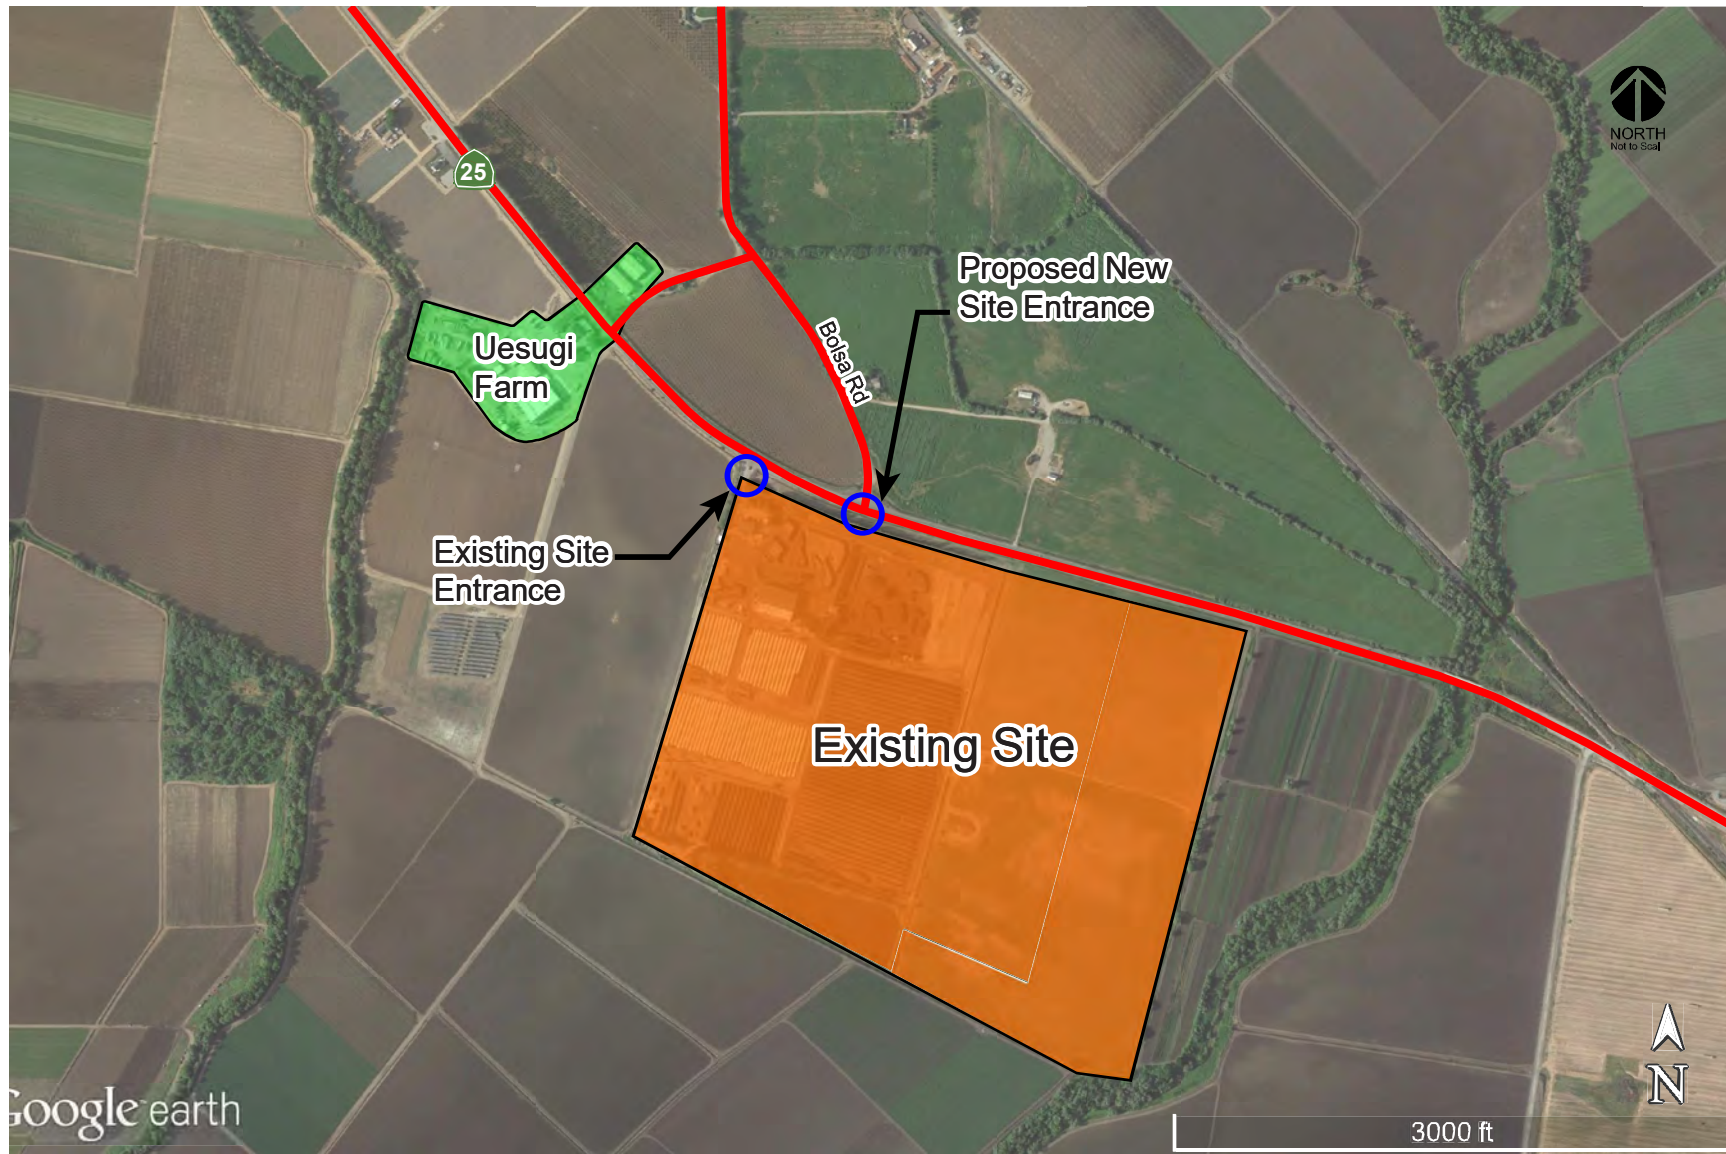 NORTH
Not to Scal
25
Proposed New
Site Entrance
Bolsa Rd
Uesugi
Farm
Existing Site
Entrance
Existing Site
N
Google earth
3000 ft